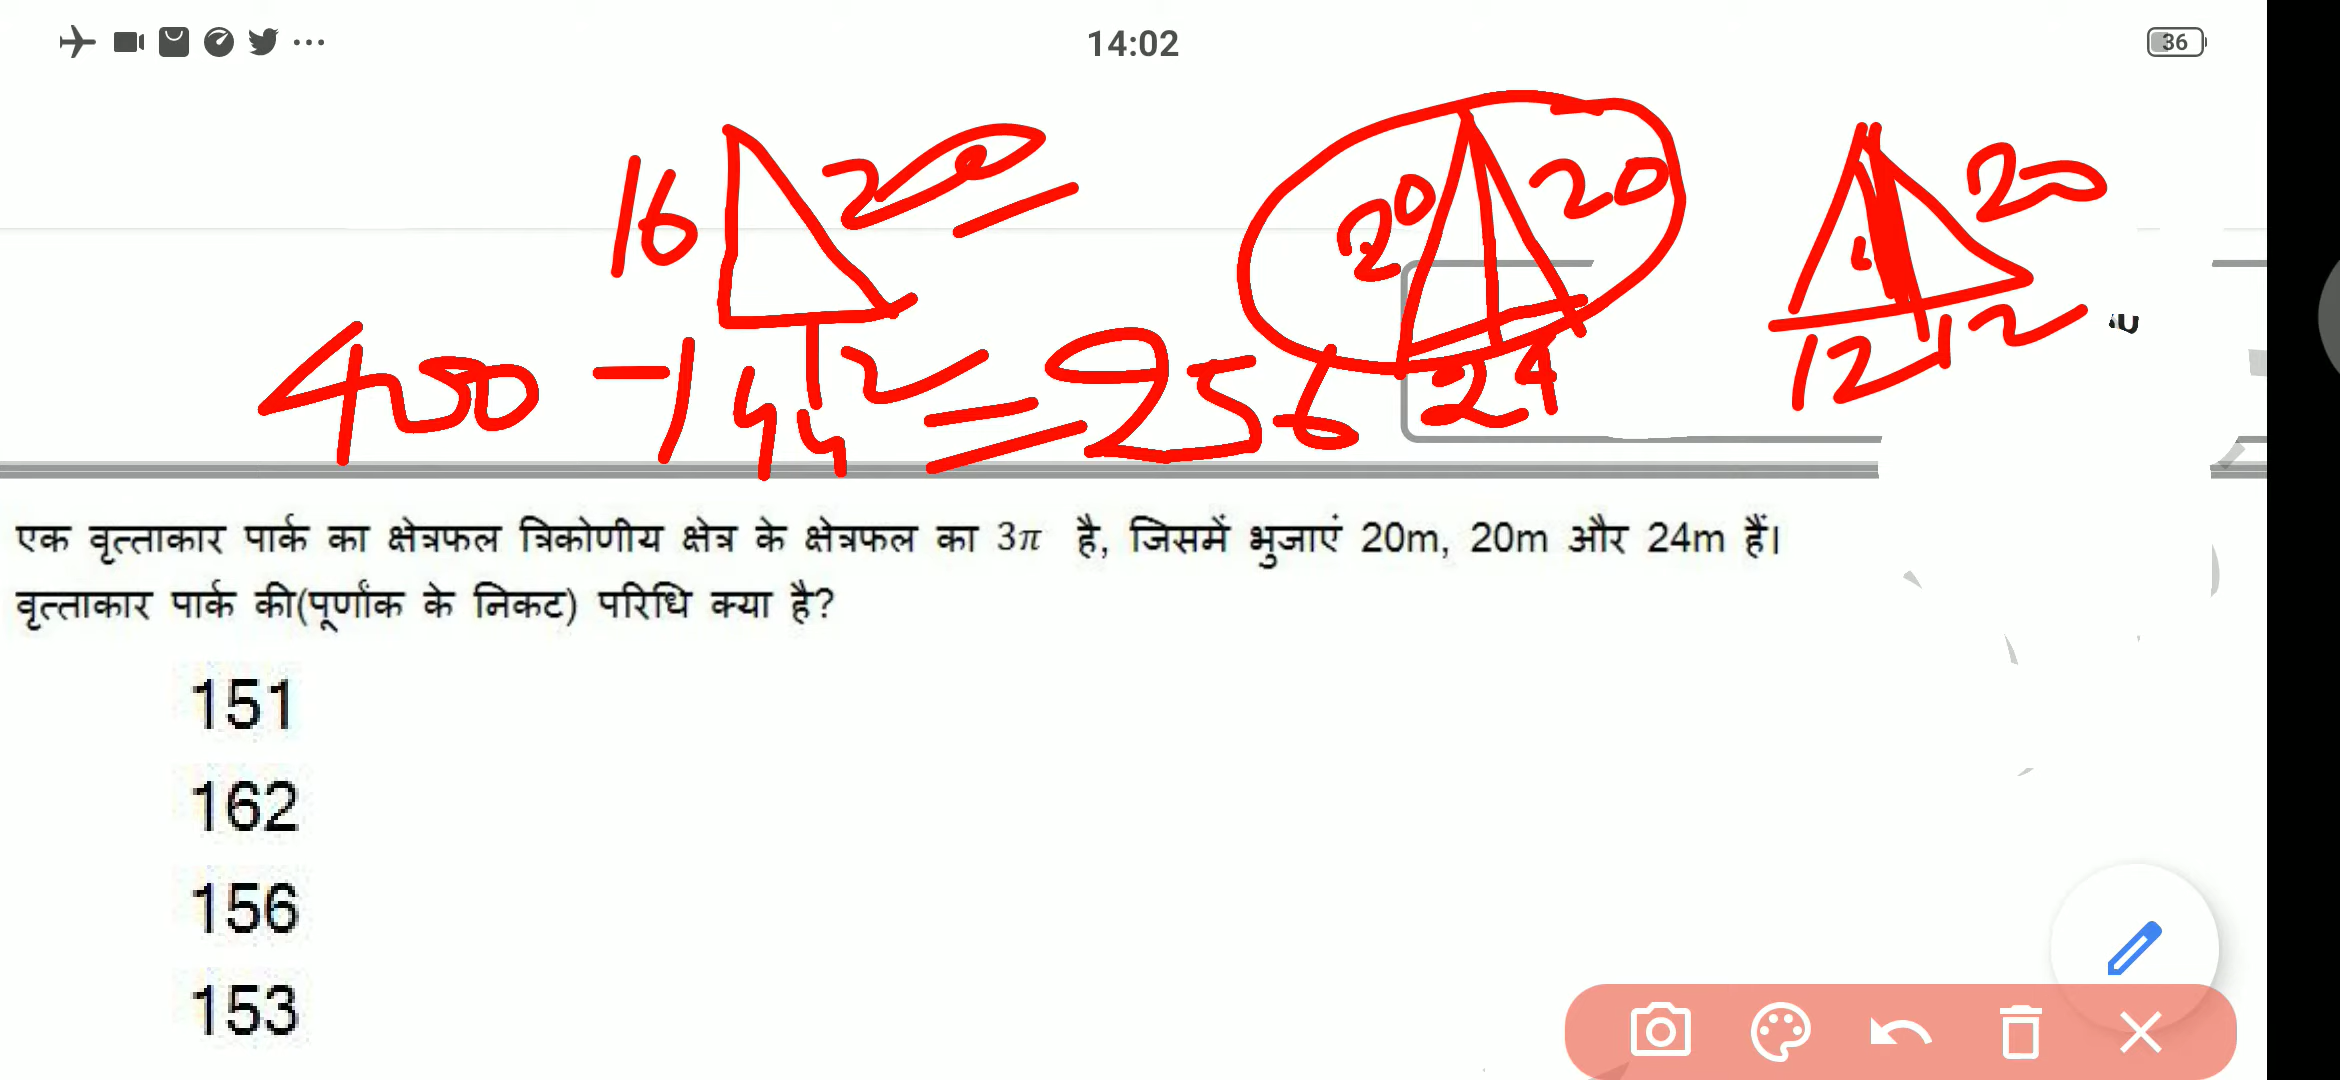 14:02
36
16 20 20 20 20
12 24 12 12
400 - 144 = 256
एक वृत्ताकार पार्क का क्षेत्रफल त्रिकोणीय क्षेत्र के क्षेत्रफल का 3π है, जिसमें भुजाएं 20m, 20m और 24m हैं।
वृत्ताकार पार्क की(पूर्णांक के निकट) परिधि क्या है?
151
162
156
153